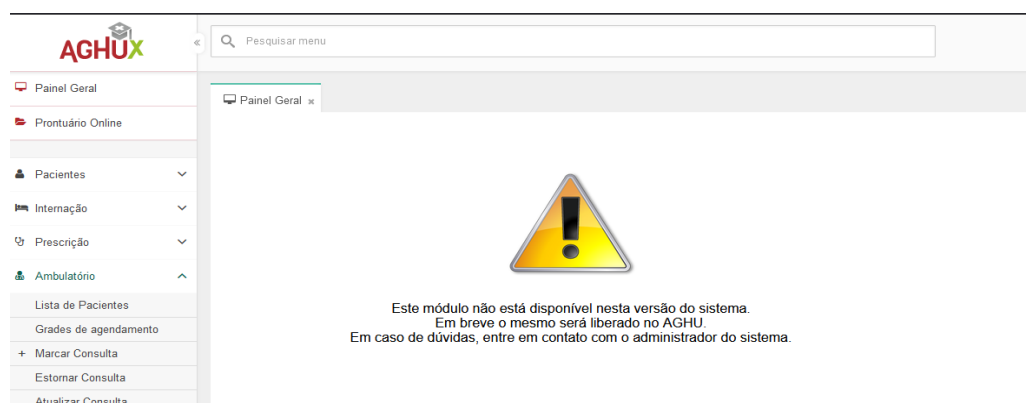 AGHUX
«
Pesquisar menu
Painel Geral
Prontuário Online
Pacientes
Internação
Prescrição
Ambulatório
Lista de Pacientes
Grades de agendamento
+ Marcar Consulta
Estornar Consulta
Atualizar Consulta
Painel Geral ×
Este módulo não está disponível nesta versão do sistema.
Em breve o mesmo será liberado no AGHU.
Em caso de dúvidas, entre em contato com o administrador do sistema.